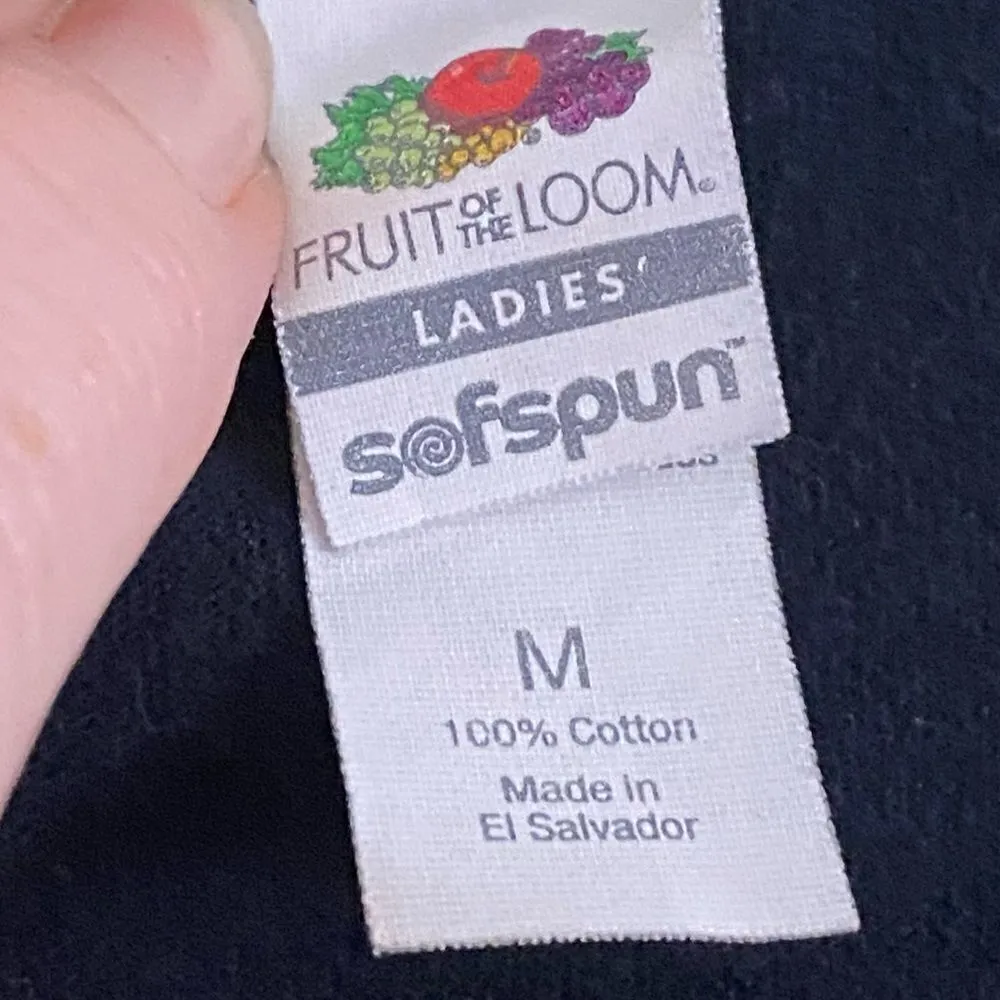 FRUIT OF THE LOOM®
LADIES'
sofspun™
M
100% Cotton
Made in
El Salvador